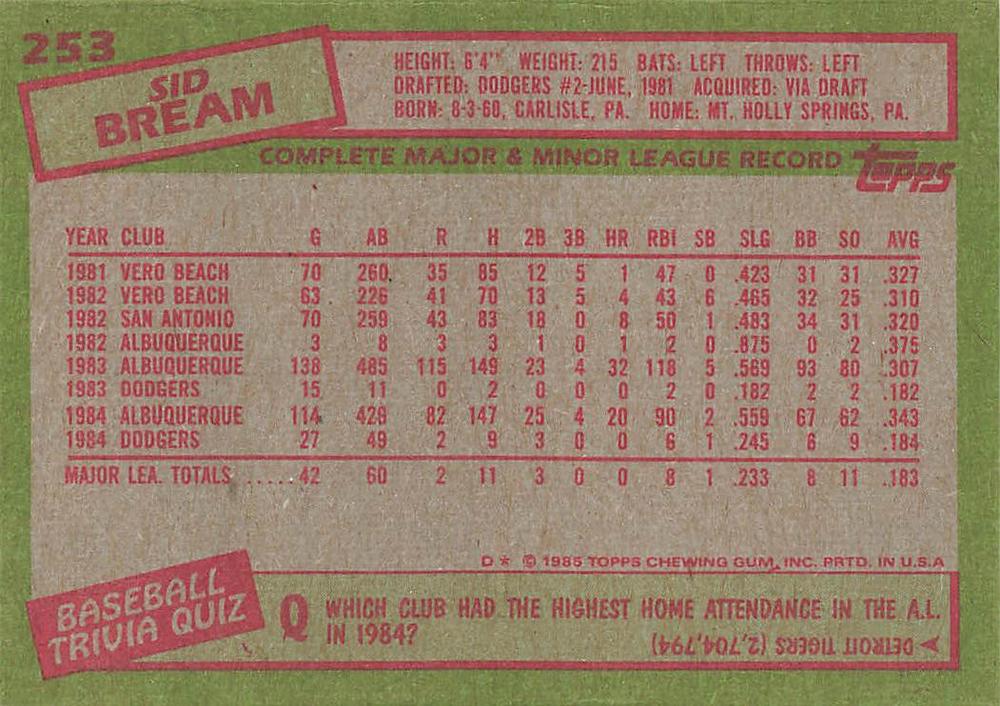 253
SID
BREAM
HEIGHT: 6'4" WEIGHT: 215 BATS: LEFT THROWS: LEFT
DRAFTED: DODGERS #2-JUNE, 1981 ACQUIRED: VIA DRAFT
BORN: 8-3-60, CARLISLE, PA. HOME: MT. HOLLY SPRINGS, PA.
COMPLETE MAJOR & MINOR LEAGUE RECORD topps
YEAR CLUB G AB R H 2B 3B HR RBI SB SLG BB SO AVG
1981 VERO BEACH 70 260 35 85 12 5 1 47 0 .423 31 31 .327
1982 VERO BEACH 63 226 41 70 13 5 4 43 6 .465 32 25 .310
1982 SAN ANTONIO 70 259 43 83 18 0 8 50 1 .483 34 31 .320
1982 ALBUQUERQUE 3 8 3 3 1 0 1 2 0 .875 0 2 .375
1983 ALBUQUERQUE 138 485 115 149 23 4 32 118 5 .569 93 80 .307
1983 DODGERS 15 11 0 2 0 0 0 2 0 .182 2 2 .182
1984 ALBUQUERQUE 114 429 82 147 25 4 20 90 2 .559 67 62 .343
1984 DODGERS 27 49 2 9 3 0 0 6 1 .245 6 9 .184
MAJOR LEA. TOTALS .....42 60 2 11 3 0 0 8 1 .233 8 11 .183
D* © 1985 TOPPS CHEWING GUM, INC. PRTD. IN U.S.A
BASEBALL
TRIVIA QUIZ
Q WHICH CLUB HAD THE HIGHEST HOME ATTENDANCE IN THE A.L.
IN 1984?
DETROIT TIGERS (2,704,794)